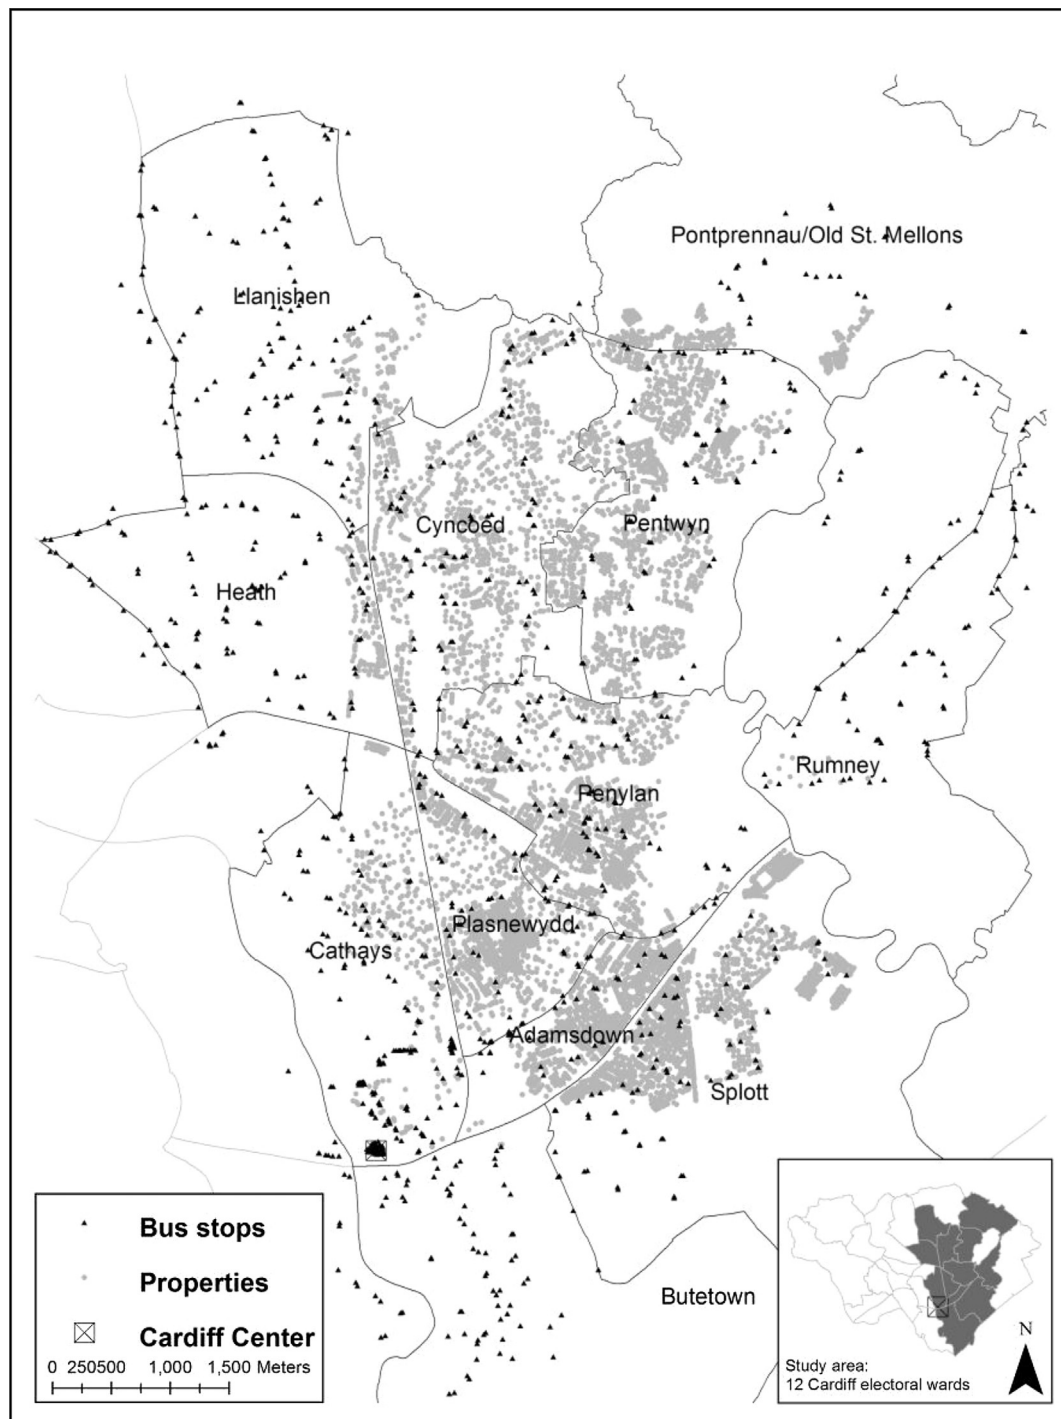 Pontprennau/Old St. Mellons
Llanishen
Cyncoed
Pentwyn
Heath
Rumney
Penylan
Plasnewydd
Cathays
Adamsdown
Splott
Butetown
Bus stops
Properties
Cardiff Center
0 250500 1,000 1,500 Meters
N
Study area:
12 Cardiff electoral wards